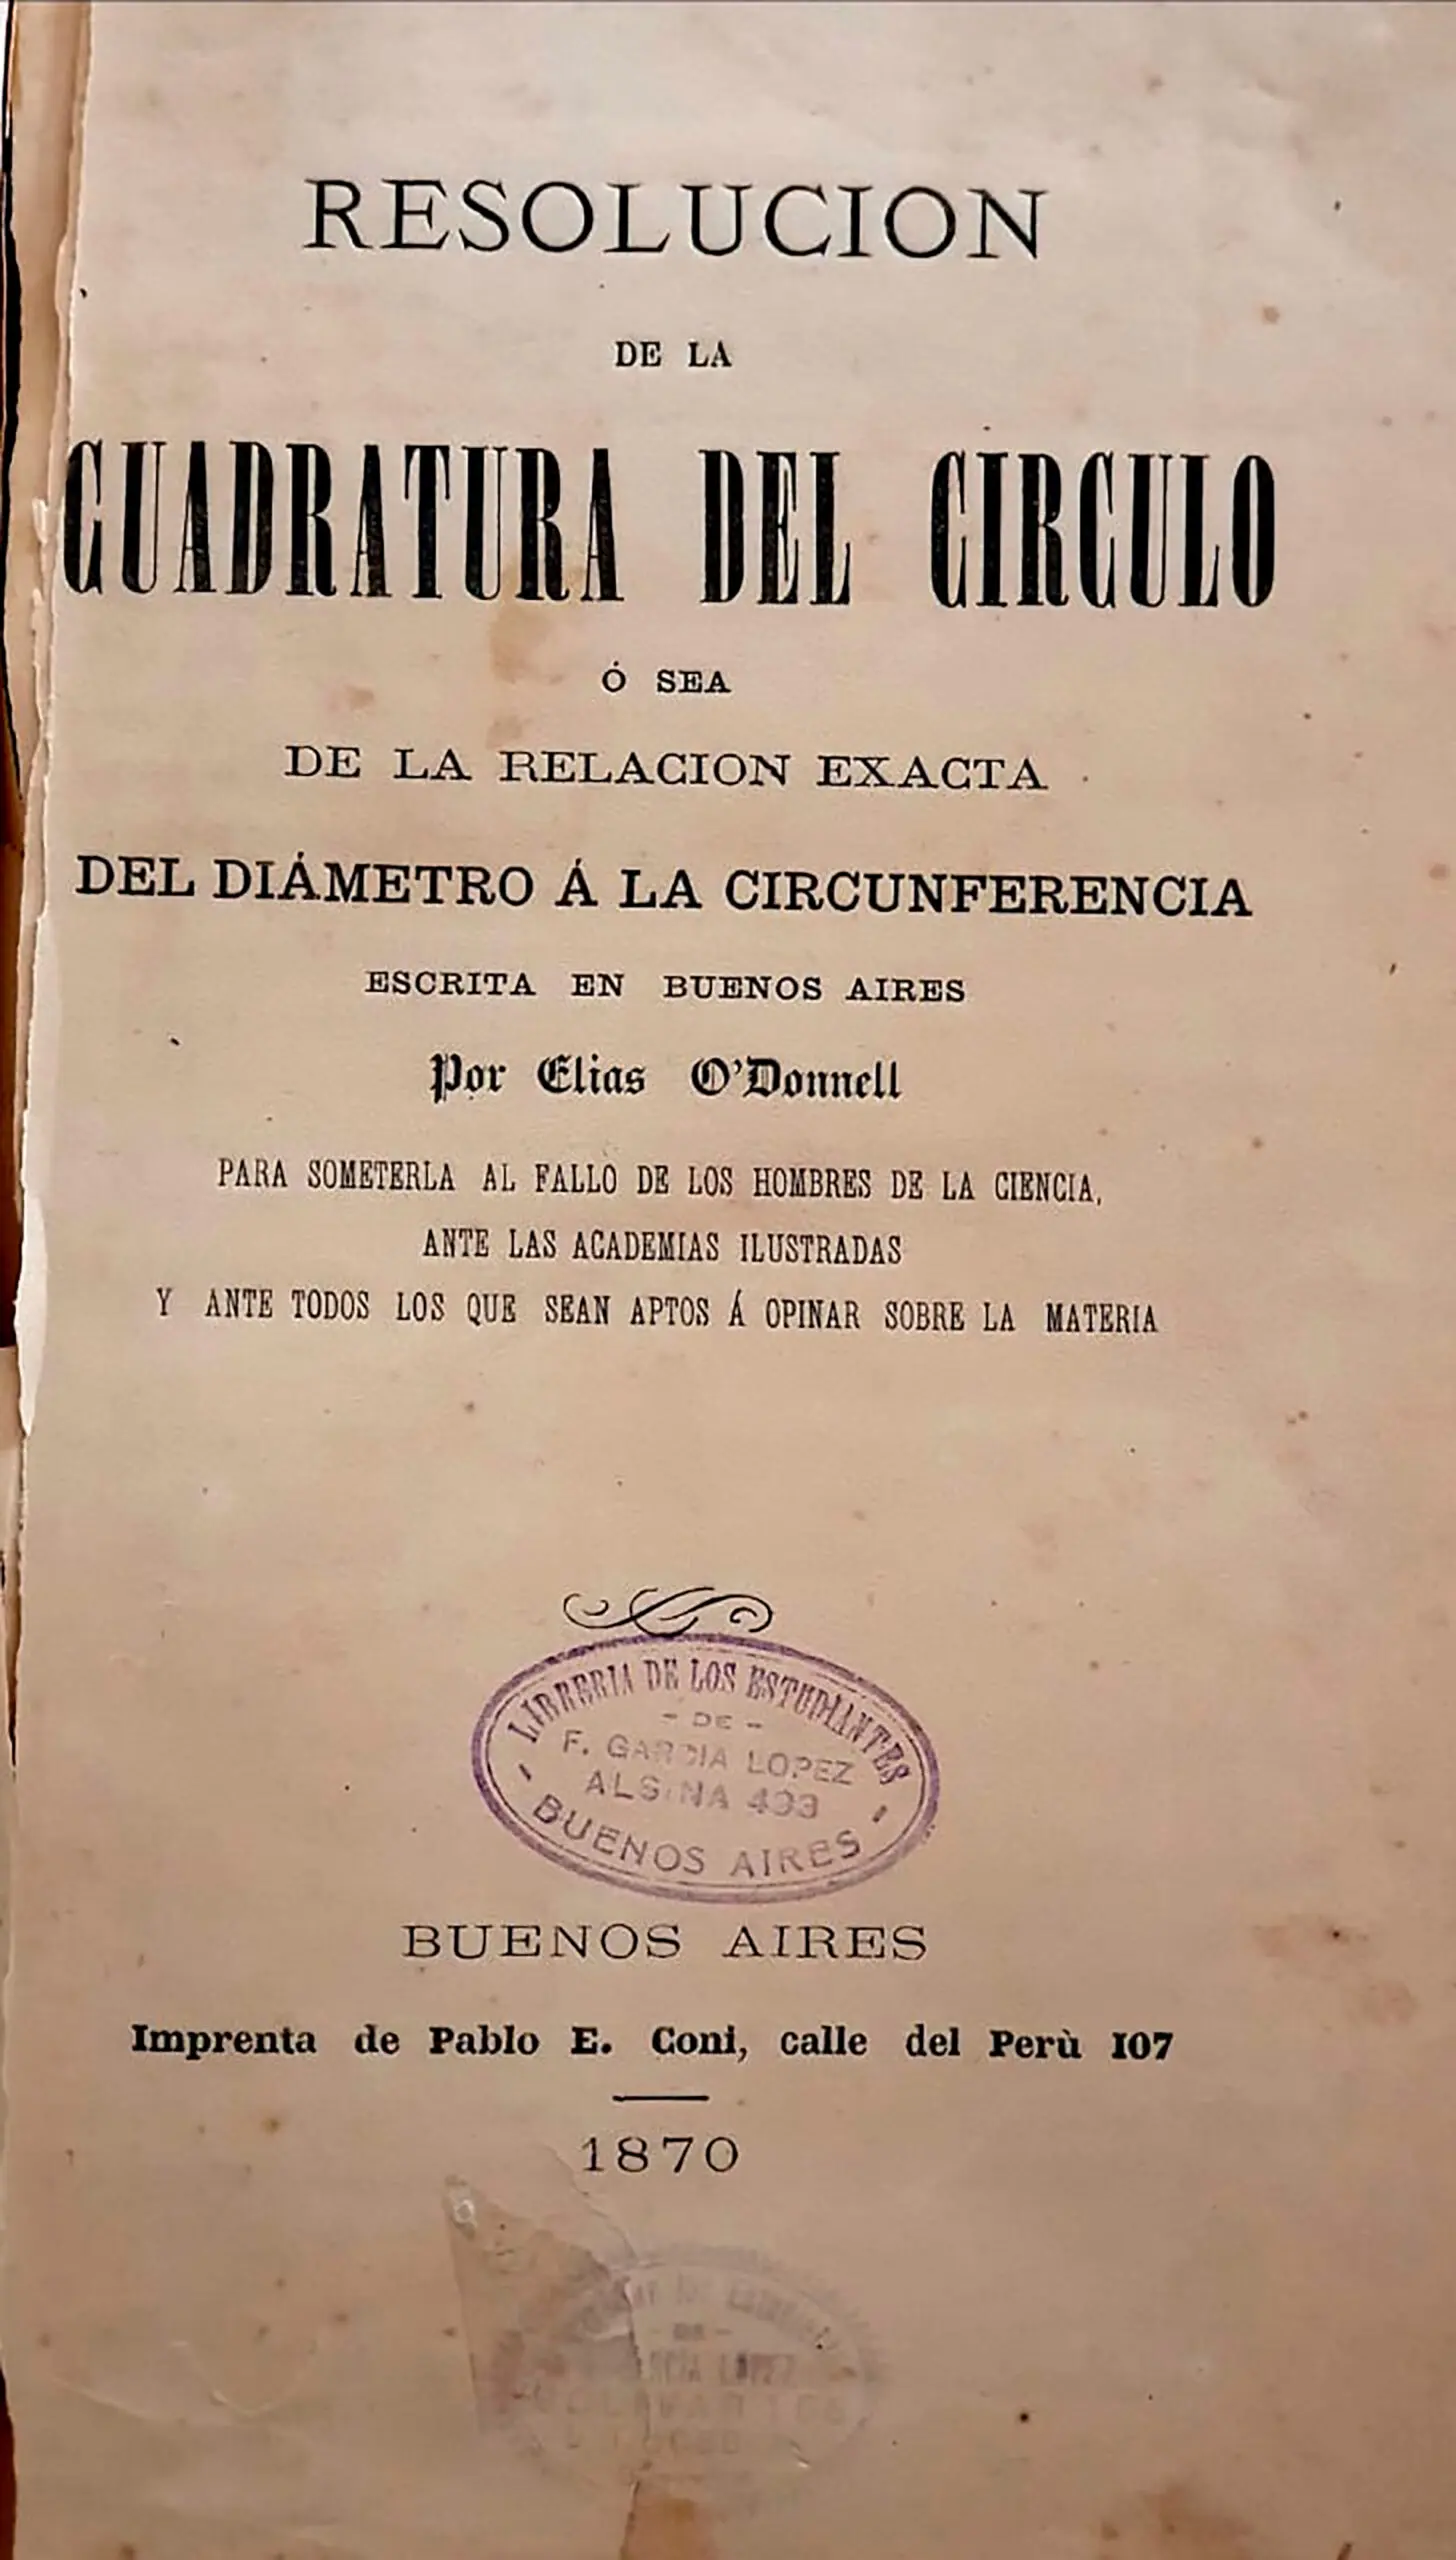 RESOLUCION
DE LA
CUADRATURA DEL CIRCULO
Ó SEA
DE LA RELACION EXACTA
DEL DIÁMETRO Á LA CIRCUNFERENCIA
ESCRITA EN BUENOS AIRES
Por Elias O'Donnell
PARA SOMETERLA AL FALLO DE LOS HOMBRES DE LA CIENCIA,
ANTE LAS ACADEMIAS ILUSTRADAS
Y ANTE TODOS LOS QUE SEAN APTOS Á OPINAR SOBRE LA MATERIA
LIBRERIA DE LOS ESTUDIANTES
- DE -
F. GARCIA LOPEZ
ALSINA 433
- BUENOS AIRES -
BUENOS AIRES
Imprenta de Pablo E. Coni, calle del Perù 107
1870
LOPEZ